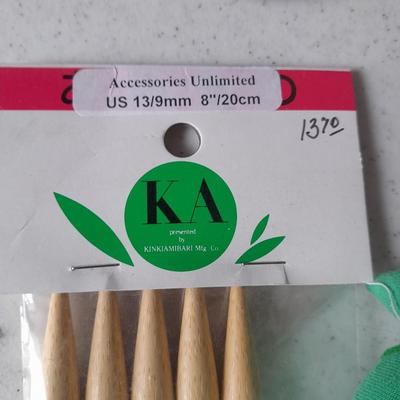 Accessories Unlimited
US 13/9mm 8"/20cm
1370
KA
presented
by
KINKIAMIBARI Mfg. Co.